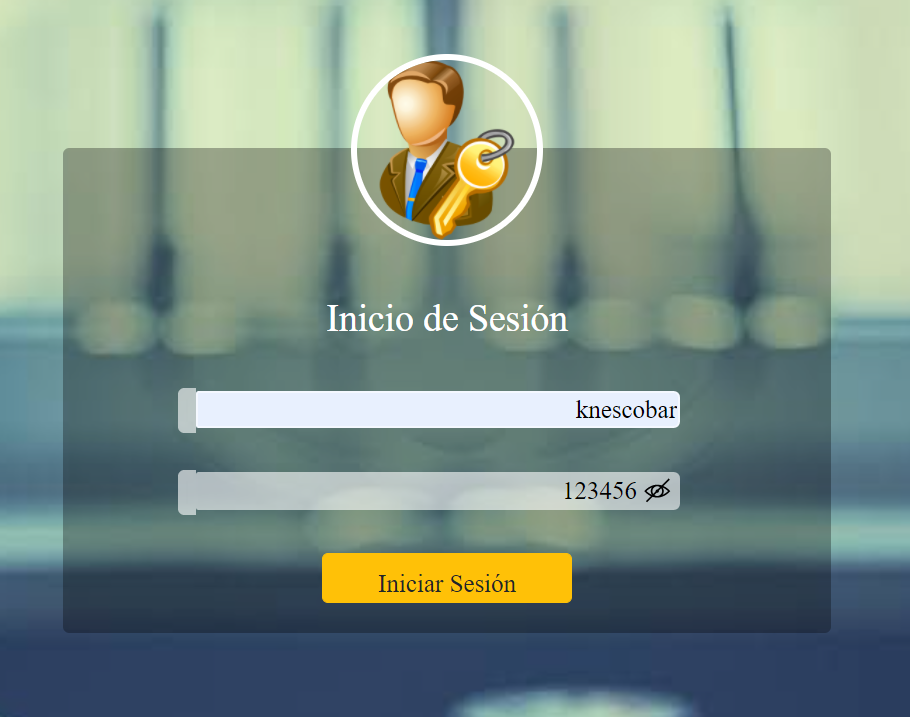 Inicio de Sesión
knescobar
123456
Iniciar Sesión